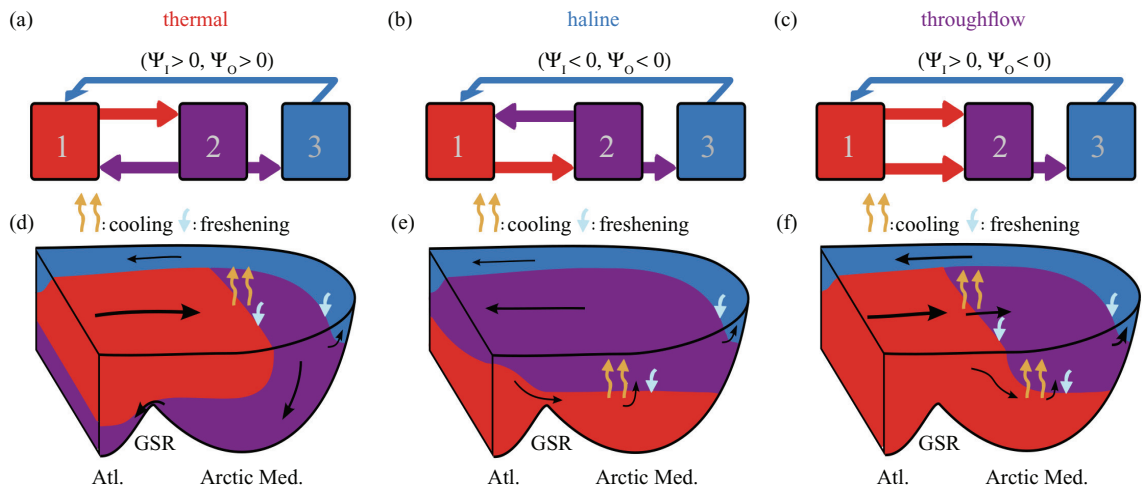 (a) thermal (b) haline (c) throughflow
(Ψ_I > 0, Ψ_O > 0) (Ψ_I < 0, Ψ_O < 0) (Ψ_I > 0, Ψ_O < 0)
1 2 3 1 2 3 1 2 3
:cooling :freshening :cooling :freshening :cooling :freshening
(d) (e) (f)
GSR GSR GSR
Atl. Arctic Med. Atl. Arctic Med. Atl. Arctic Med.